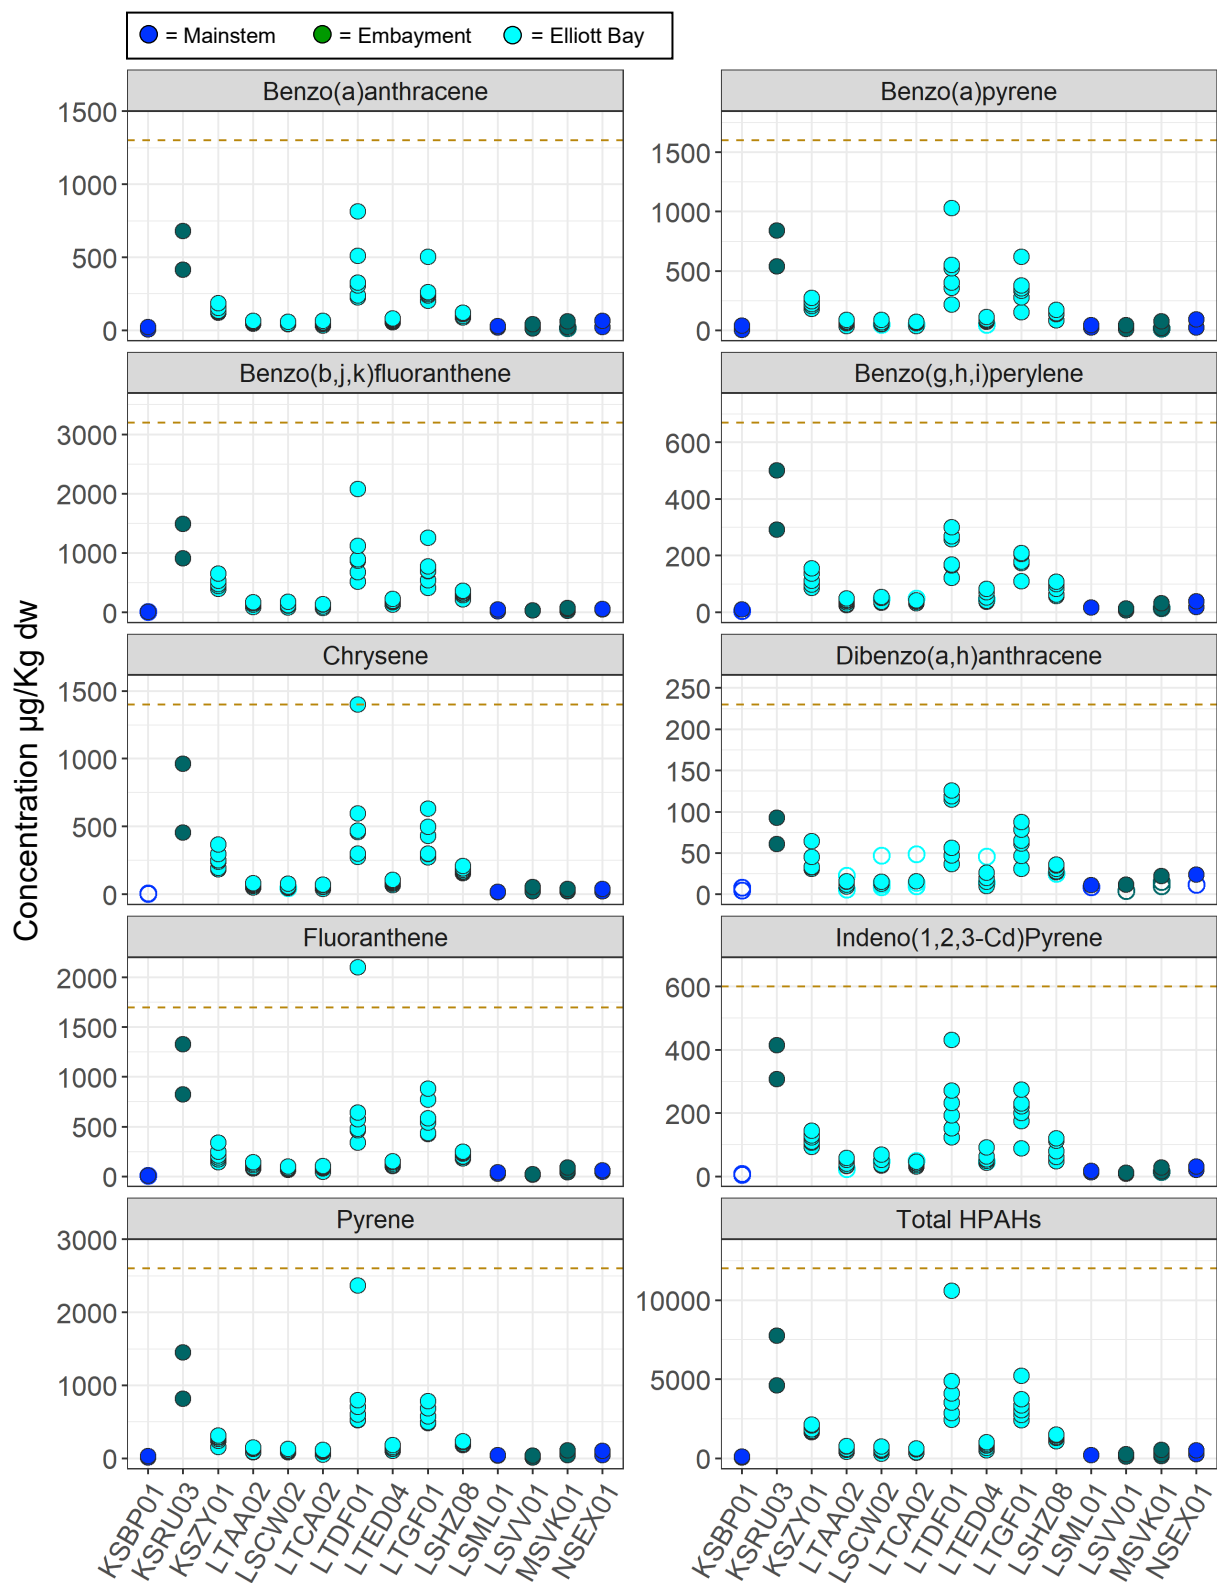 = Mainstem = Embayment = Elliott Bay
Concentration µg/Kg dw
Benzo(a)anthracene
1500
1000
500
0
Benzo(a)pyrene
1500
1000
500
0
Benzo(b,j,k)fluoranthene
3000
2000
1000
0
Benzo(g,h,i)perylene
600
400
200
0
Chrysene
1500
1000
500
0
Dibenzo(a,h)anthracene
250
200
150
100
50
0
Fluoranthene
2000
1500
1000
500
0
Indeno(1,2,3-Cd)Pyrene
600
400
200
0
Pyrene
3000
2000
1000
0
Total HPAHs
10000
5000
0
KSBP01
KSRU03
KSZY01
LTAA02
LSCW02
LTCA02
LTDF01
LTED04
LTGF01
LSHZ08
LSML01
LSVV01
MSVK01
NSEX01
KSBP01
KSRU03
KSZY01
LTAA02
LSCW02
LTCA02
LTDF01
LTED04
LTGF01
LSHZ08
LSML01
LSVV01
MSVK01
NSEX01